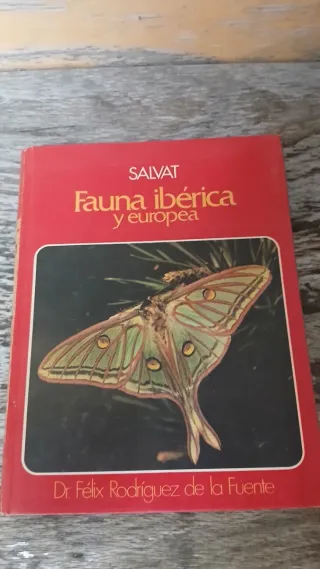 SALVAT
Fauna ibérica
y europea
Dr. Félix Rodríguez de la Fuente